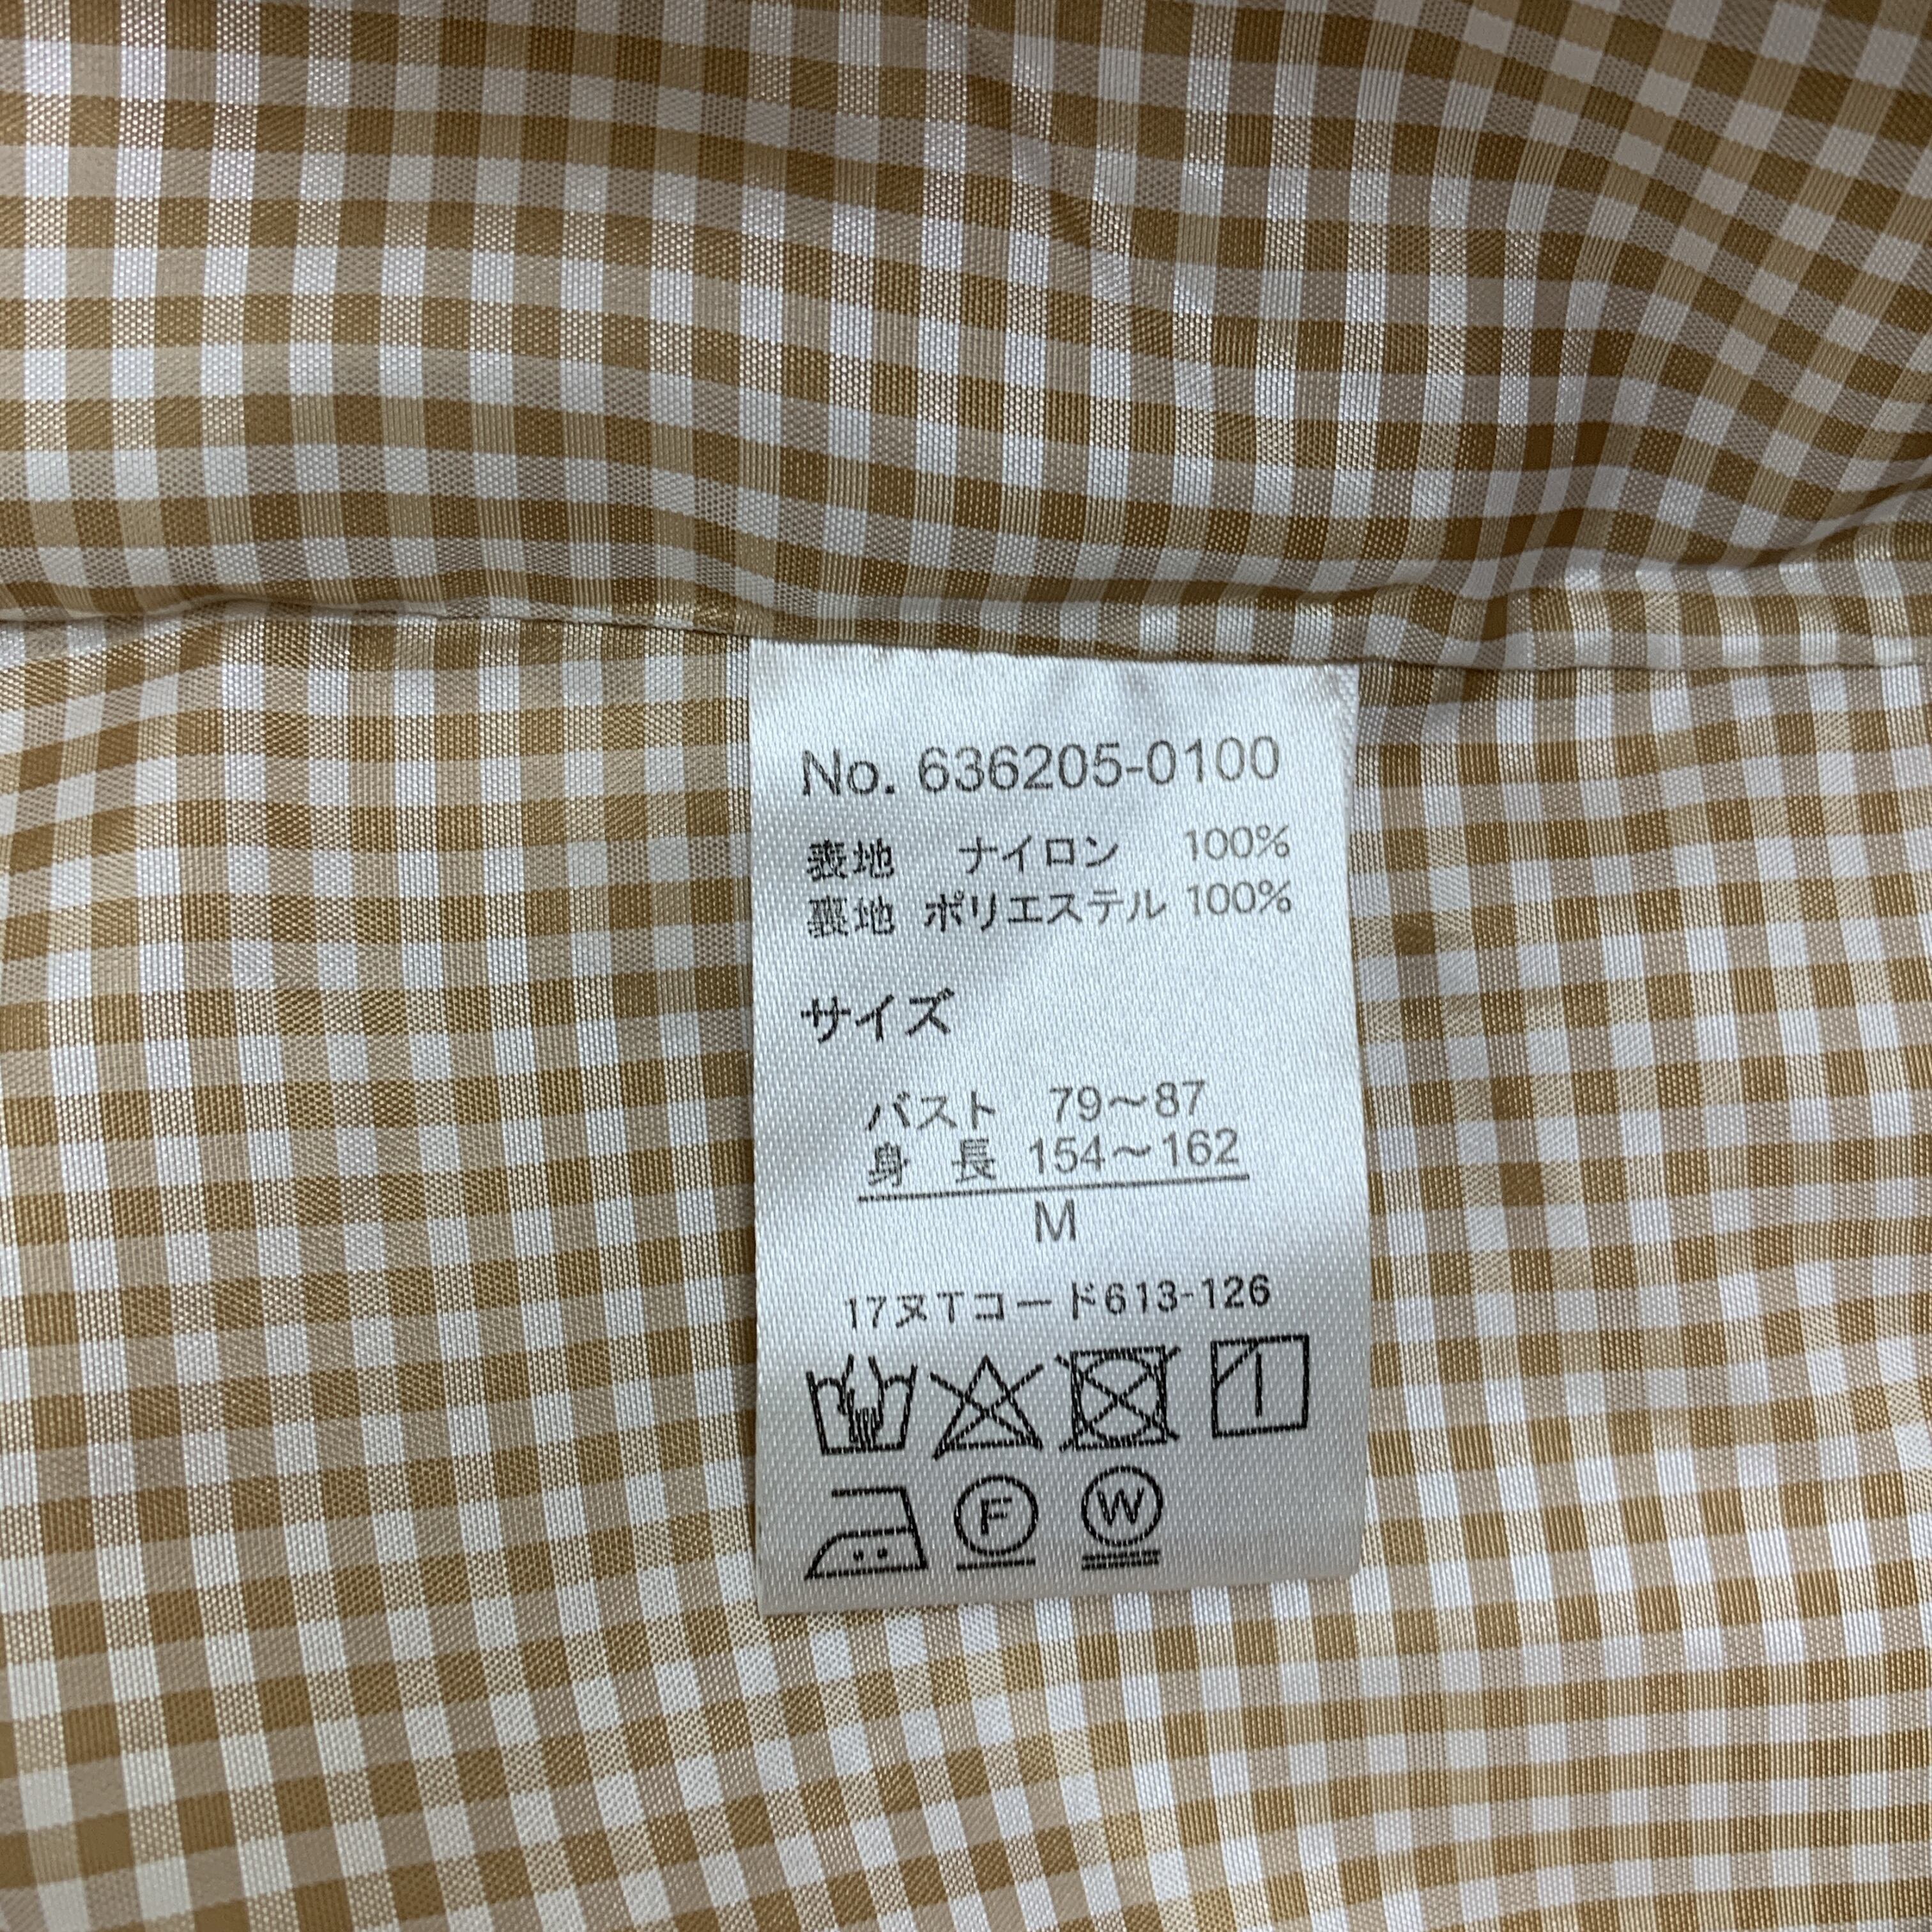 No. 636205-0100
表地 ナイロン 100%
裏地 ポリエステル 100%
サイズ
バスト 79～87
身 長 154～162
M
17ヌTコード613-126
F W